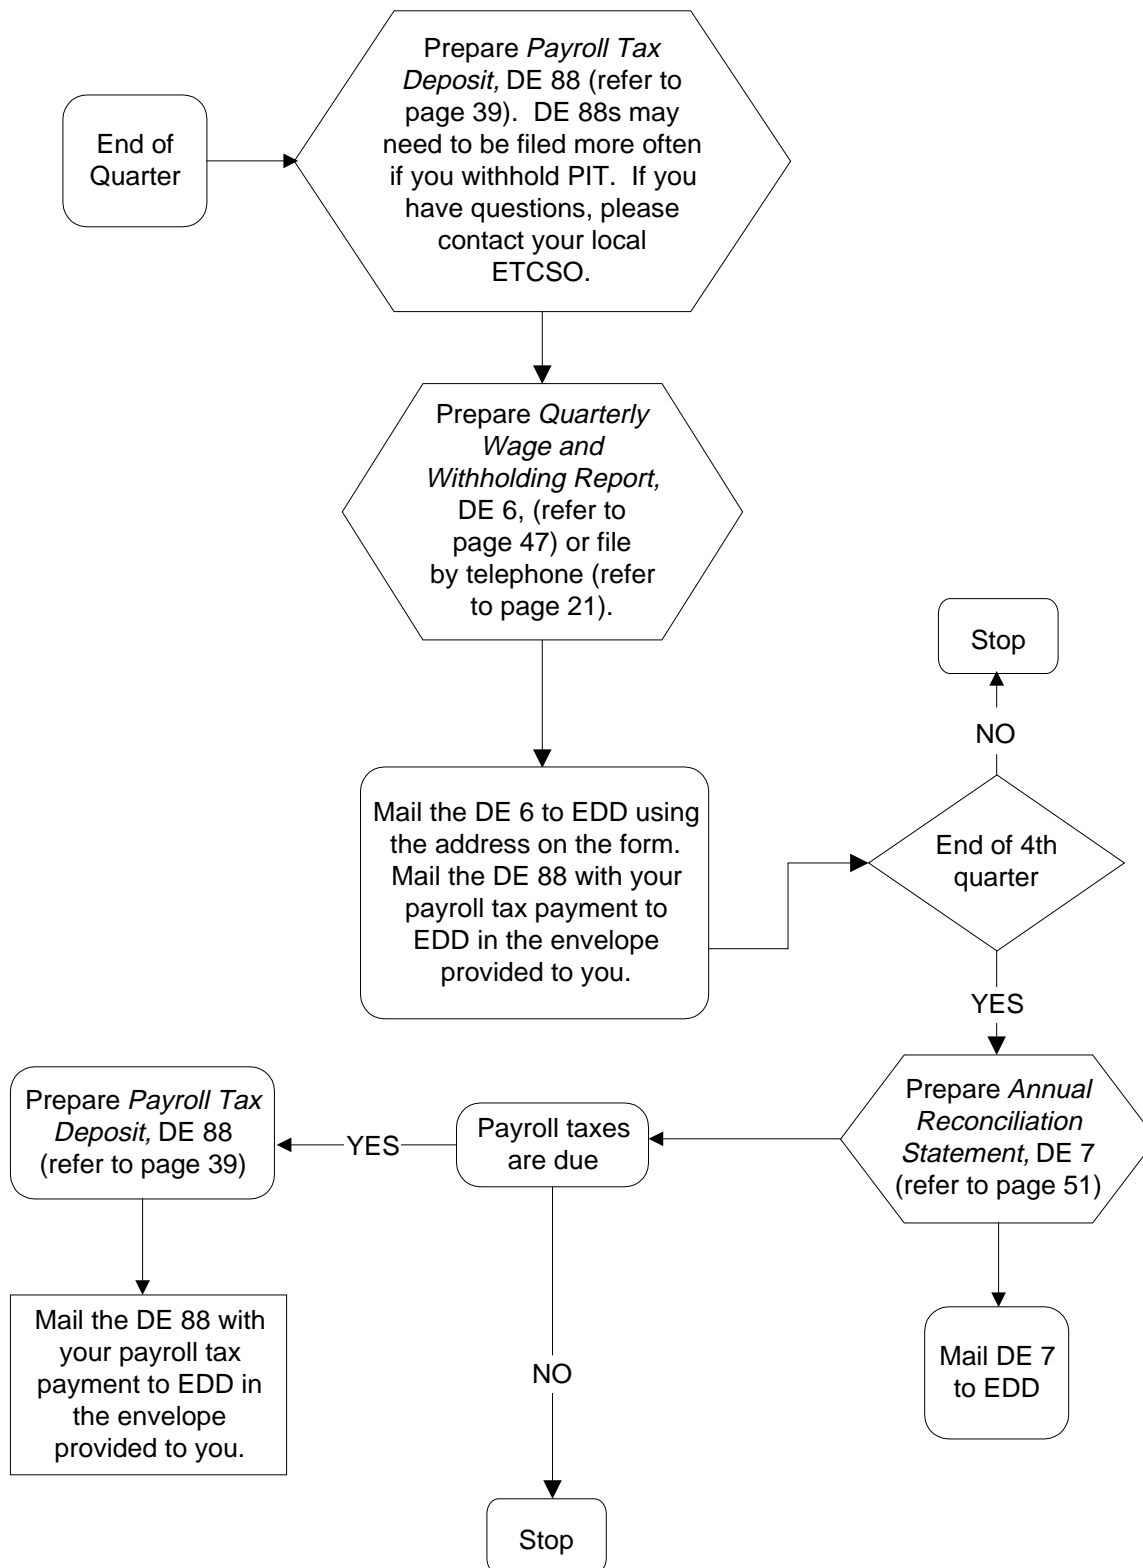 End of
Quarter
Prepare Payroll Tax
Deposit, DE 88 (refer to
page 39).  DE 88s may
need to be filed more often
if you withhold PIT.  If you
have questions, please
contact your local
ETCSO.
Prepare Quarterly
Wage and
Withholding Report,
DE 6, (refer to
page 47) or file
by telephone (refer
to page 21).
Mail the DE 6 to EDD using
the address on the form.
Mail the DE 88 with your
payroll tax payment to
EDD in the envelope
provided to you.
End of 4th
quarter
NO
Stop
YES
Prepare Annual
Reconciliation
Statement, DE 7
(refer to page 51)
Mail DE 7
to EDD
Payroll taxes
are due
YES
Prepare Payroll Tax
Deposit, DE 88
(refer to page 39)
Mail the DE 88 with
your payroll tax
payment to EDD in
the envelope
provided to you.
NO
Stop